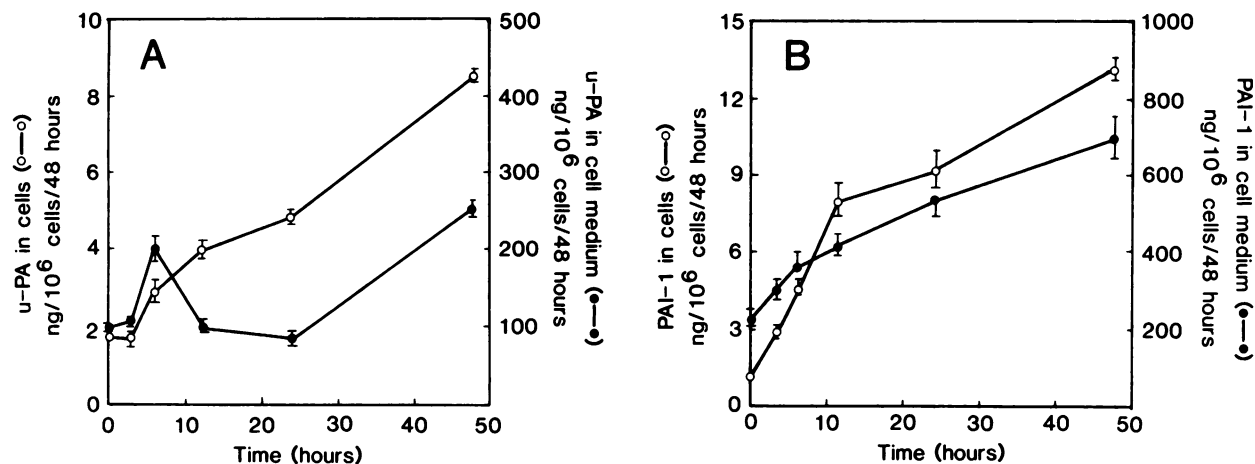 A
10
8
6
4
2
0
500
400
300
200
100
0 10 20 30 40 50
Time (hours)
u-PA in cells (○—○)
ng/10⁶ cells/48 hours
u-PA in cell medium (●—●)
ng/10⁶ cells/48 hours
B
15
12
9
6
3
0
1000
800
600
400
200
0 10 20 30 40 50
Time (hours)
PAI-1 in cells (○—○)
ng/10⁶ cells/48 hours
PAI-1 in cell medium (●—●)
ng/10⁶ cells/48 hours